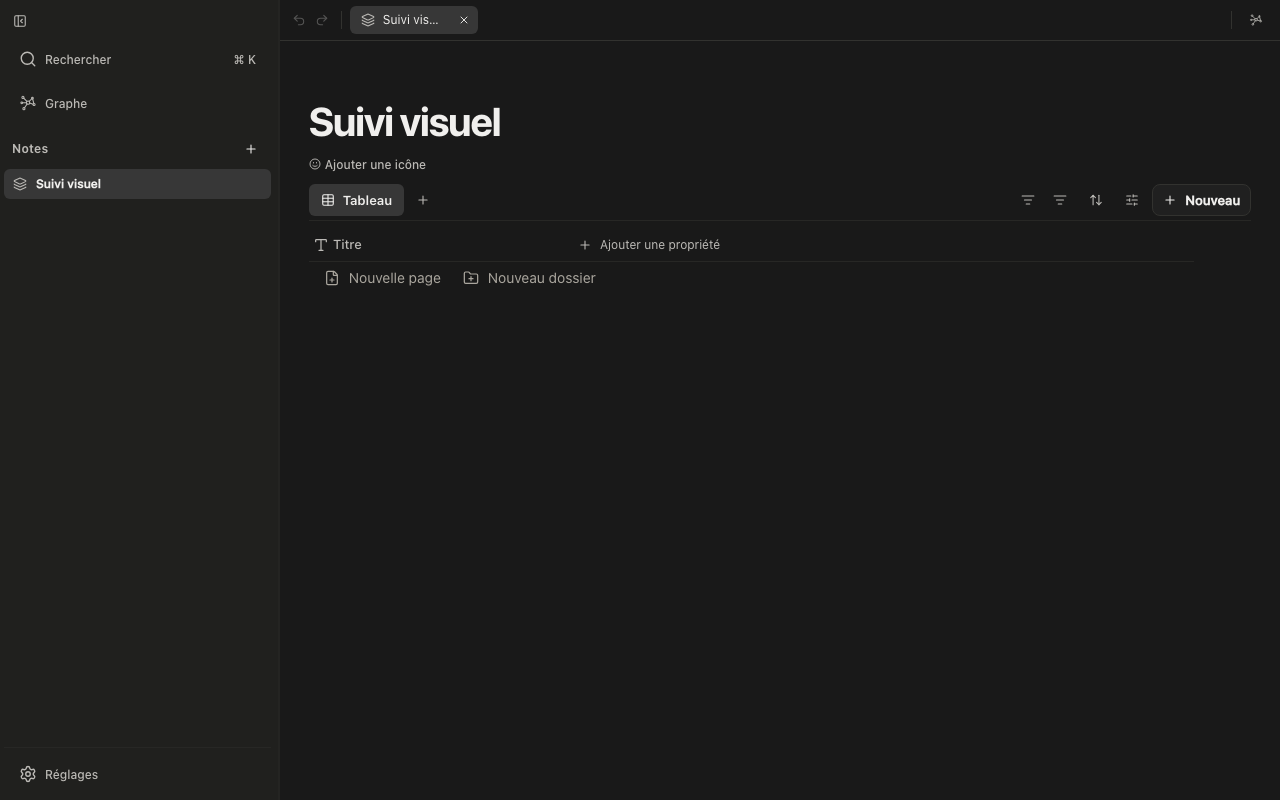 Suivi vis...
Rechercher ⌘ K
Graphe
Notes
Suivi visuel
Réglages
Suivi visuel
Ajouter une icône
Tableau
Nouveau
Titre
Ajouter une propriété
Nouvelle page
Nouveau dossier